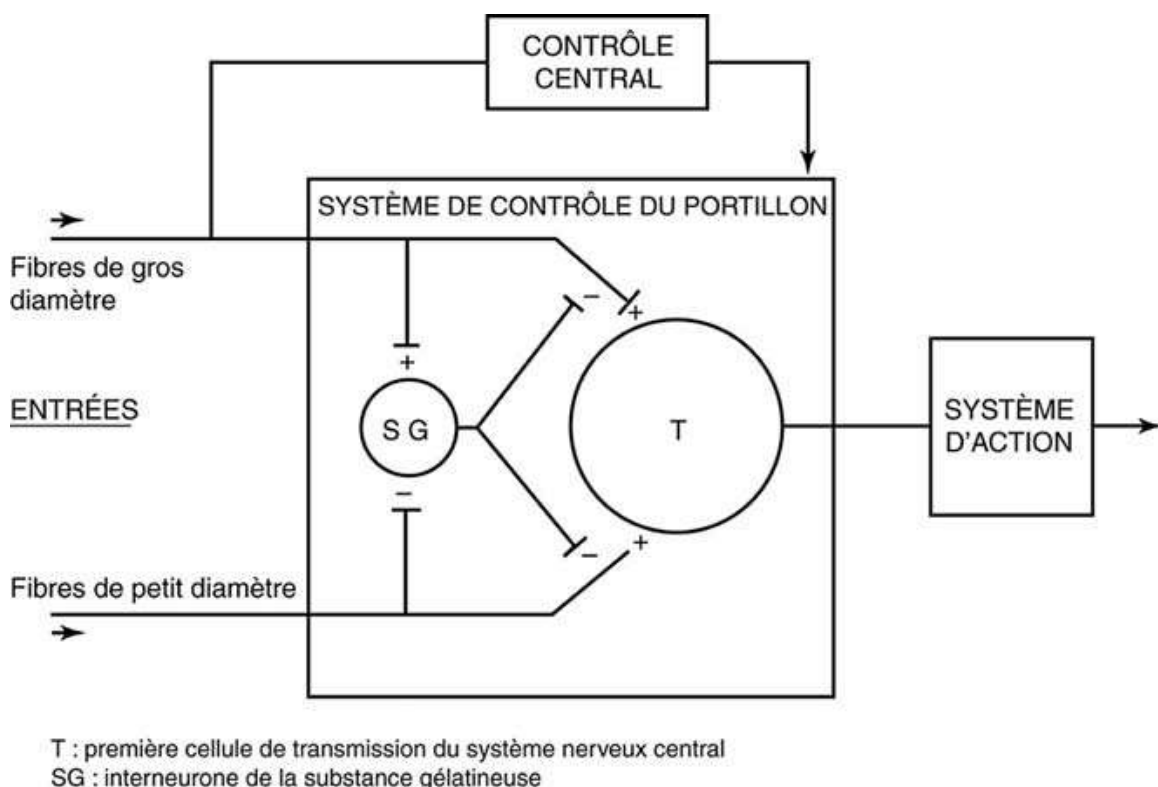 CONTRÔLE
CENTRAL
SYSTÈME DE CONTRÔLE DU PORTILLON
Fibres de gros
diamètre
+
-
+
ENTRÉES
S G
T
SYSTÈME
D'ACTION
-
-
+
Fibres de petit diamètre
T : première cellule de transmission du système nerveux central
SG : interneurone de la substance gélatineuse